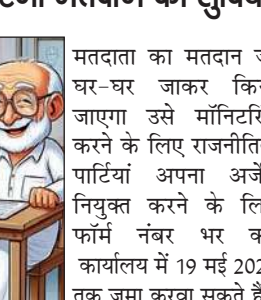 मतदाता का मतदान ज
घर-घर जाकर कि
जाएगा उसे मॉनिटरि
करने के लिए राजनीति
पार्टियां अपना अजें
नियुक्त करने के लि
फॉर्म नंबर भर क
कार्यालय में 19 मई 202
तक जमा करवा सकते हैं